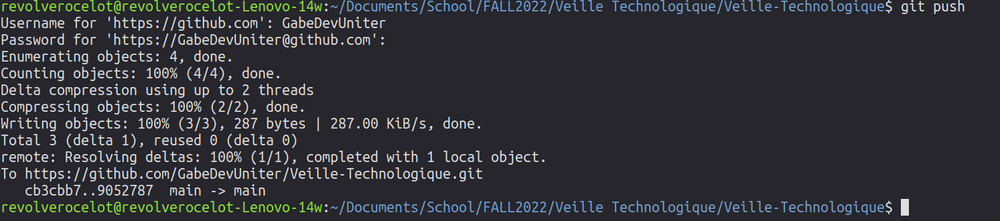 revolverocelot@revolverocelot-Lenovo-14w:~/Documents/School/FALL2022/Veille Technologique/Veille-Technologique$ git push
Username for 'https://github.com': GabeDevUniter
Password for 'https://GabeDevUniter@github.com':
Enumerating objects: 4, done.
Counting objects: 100% (4/4), done.
Delta compression using up to 2 threads
Compressing objects: 100% (2/2), done.
Writing objects: 100% (3/3), 287 bytes | 287.00 KiB/s, done.
Total 3 (delta 1), reused 0 (delta 0)
remote: Resolving deltas: 100% (1/1), completed with 1 local object.
To https://github.com/GabeDevUniter/Veille-Technologique.git
   cb3cbb7..9052787  main -> main
revolverocelot@revolverocelot-Lenovo-14w:~/Documents/School/FALL2022/Veille Technologique/Veille-Technologique$